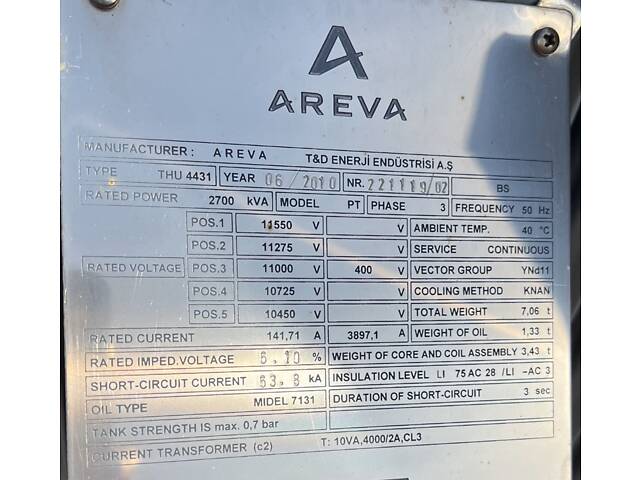 AREVA
MANUFACTURER : AREVA T&D ENERJİ ENDÜSTRİSİ A.Ş
TYPE THU 4431 YEAR 06/2010 NR. 221119/02 BS
RATED POWER 2700 kVA MODEL PT PHASE 3 FREQUENCY 50 Hz
POS.1 11550 V V AMBIENT TEMP. 40 °C
POS.2 11275 V V SERVICE CONTINUOUS
RATED VOLTAGE POS.3 11000 V 400 V VECTOR GROUP YNd11
POS.4 10725 V V COOLING METHOD KNAN
POS.5 10450 V V TOTAL WEIGHT 7,06 t
RATED CURRENT 141,71 A 3897,1 A WEIGHT OF OIL 1,33 t
RATED IMPED.VOLTAGE 6.10 % WEIGHT OF CORE AND COIL ASSEMBLY 3,43 t
SHORT-CIRCUIT CURRENT 63.8 kA INSULATION LEVEL LI 75 AC 28 /LI -AC 3
OIL TYPE MIDEL 7131 DURATION OF SHORT-CIRCUIT 3 sec
TANK STRENGTH IS max. 0,7 bar
CURRENT TRANSFORMER (c2) T: 10VA,4000/2A,CL3